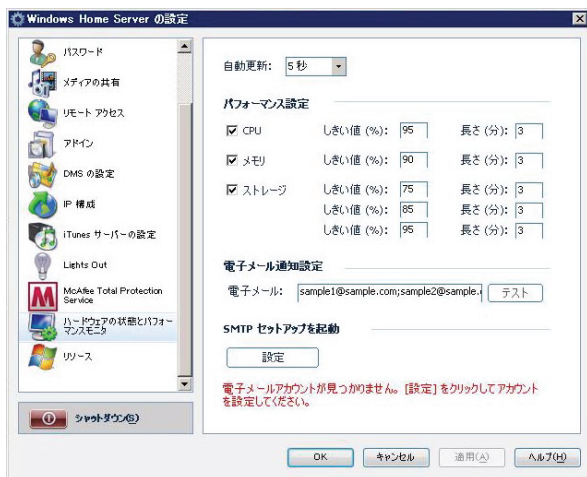 Windows Home Server の設定
パスワード
メディアの共有
リモート アクセス
アドイン
DMS の設定
IP 構成
iTunes サーバーの設定
Lights Out
McAfee Total Protection
Service
ハードウェアの状態とパフォー
マンスモニタ
リソース
シャットダウン(S)
自動更新: 5 秒
パフォーマンス設定
CPU しきい値 (%): 95 長さ (分): 3
メモリ しきい値 (%): 90 長さ (分): 3
ストレージ しきい値 (%): 75 長さ (分): 3
しきい値 (%): 85 長さ (分): 3
しきい値 (%): 95 長さ (分): 3
電子メール通知設定
電子メール: sample1@sample.com;sample2@sample. テスト
SMTP セットアップを起動
設定
電子メールアカウントが見つかりません。[設定] をクリックしてアカウント
を設定してください。
OK キャンセル 適用(A) ヘルプ(H)